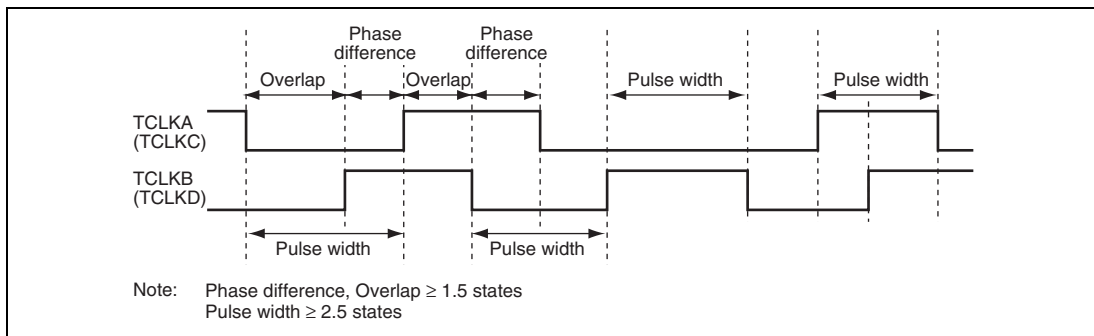 Phase
difference
Phase
difference
Overlap
Overlap
Pulse width
Pulse width
TCLKA
(TCLKC)
TCLKB
(TCLKD)
Pulse width
Pulse width
Note: Phase difference, Overlap ≥ 1.5 states
Pulse width ≥ 2.5 states